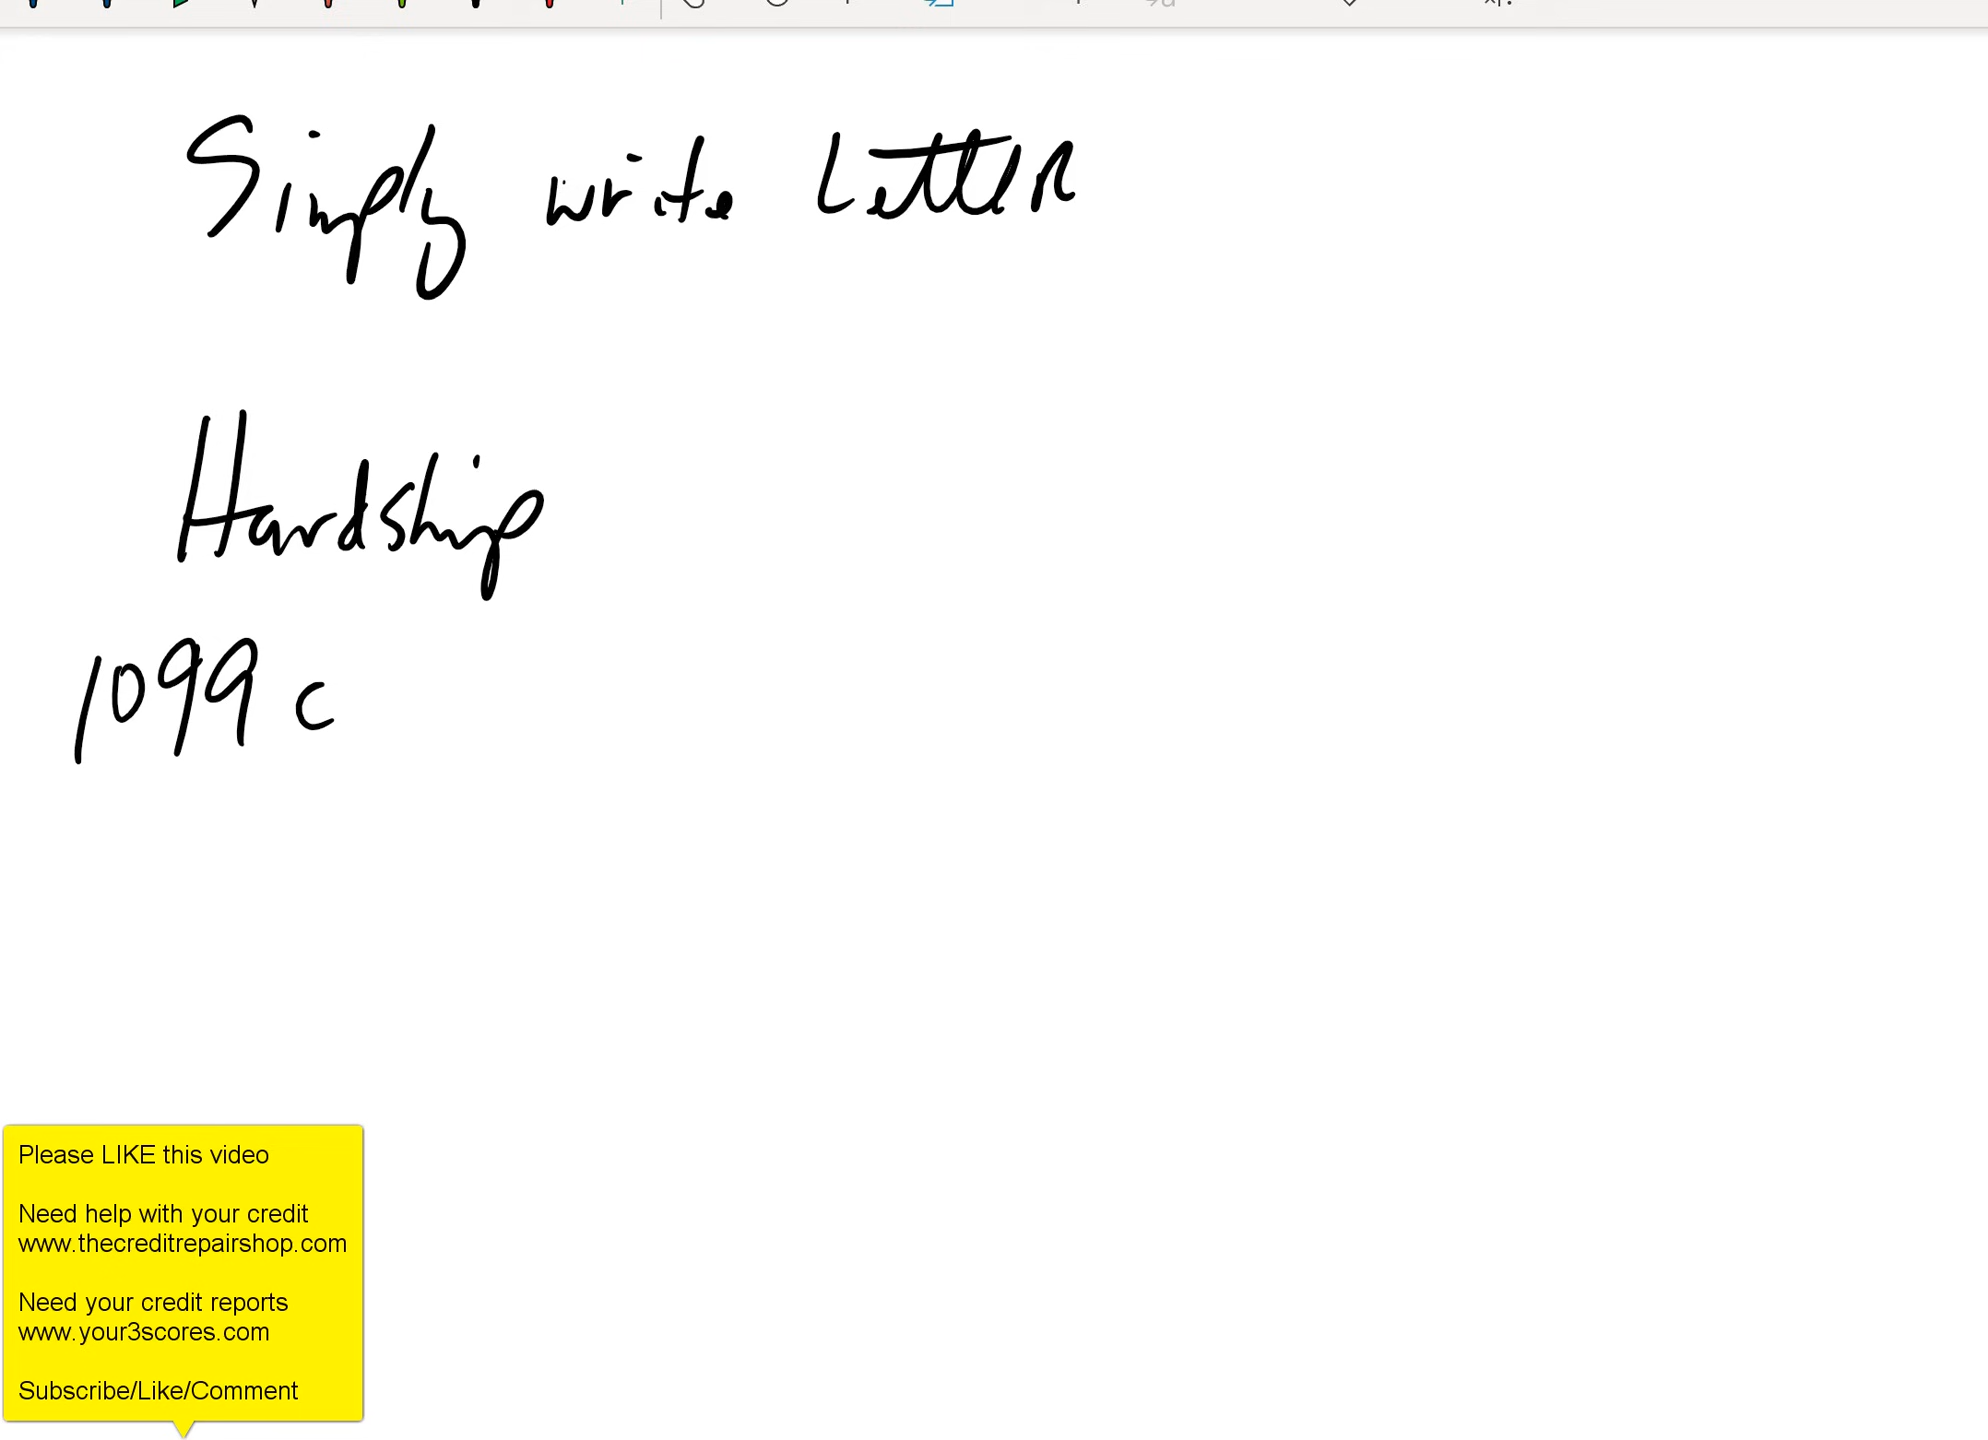 Simply write Letter
Hardship
1099 c
Please LIKE this video
Need help with your credit
www.thecreditrepairshop.com
Need your credit reports
www.your3scores.com
Subscribe/Like/Comment